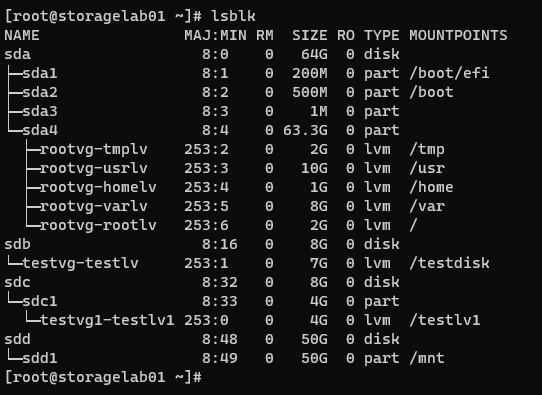 [root@storagelab01 ~]# lsblk
NAME                MAJ:MIN RM  SIZE RO TYPE MOUNTPOINTS
sda                   8:0    0   64G  0 disk
├─sda1                8:1    0  200M  0 part /boot/efi
├─sda2                8:2    0  500M  0 part /boot
├─sda3                8:3    0    1M  0 part
└─sda4                8:4    0 63.3G  0 part
  ├─rootvg-tmplv    253:2    0    2G  0 lvm  /tmp
  ├─rootvg-usrlv    253:3    0   10G  0 lvm  /usr
  ├─rootvg-homelv   253:4    0    1G  0 lvm  /home
  ├─rootvg-varlv    253:5    0    8G  0 lvm  /var
  └─rootvg-rootlv   253:6    0    2G  0 lvm  /
sdb                   8:16   0    8G  0 disk
└─testvg-testlv     253:1    0    7G  0 lvm  /testdisk
sdc                   8:32   0    8G  0 disk
└─sdc1                8:33   0    4G  0 part
  └─testvg1-testlv1 253:0    0    4G  0 lvm  /testlv1
sdd                   8:48   0   50G  0 disk
└─sdd1                8:49   0   50G  0 part /mnt
[root@storagelab01 ~]#